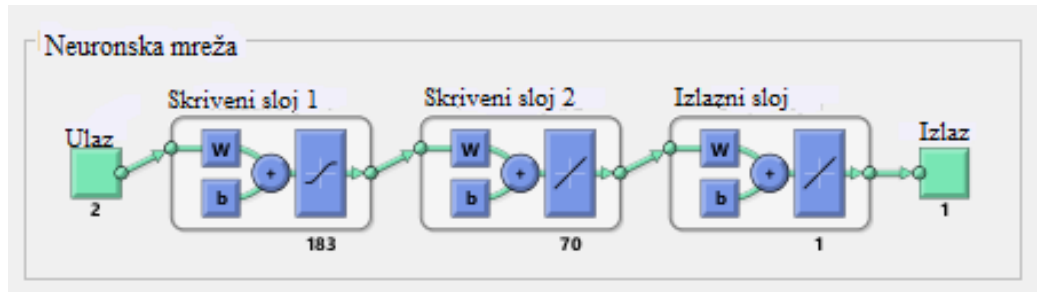 Neuronska mreža
Skriveni sloj 1
Skriveni sloj 2
Izlazni sloj
Ulaz
Izlaz
W
W
W
+
+
+
b
b
b
2
183
70
1
1